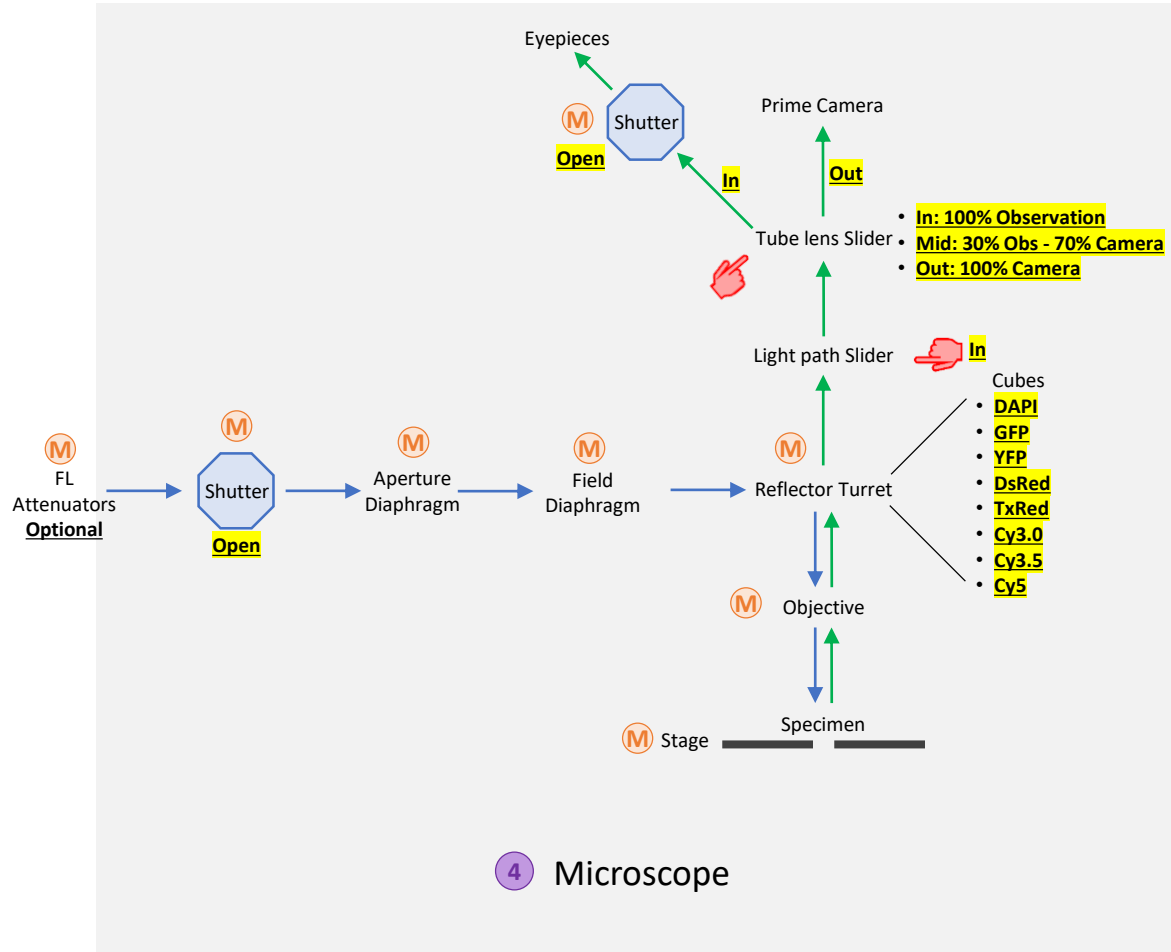 Eyepieces
M
Shutter
Open
Prime Camera
In
Out
Tube lens Slider
• In: 100% Observation
• Mid: 30% Obs - 70% Camera
• Out: 100% Camera
Light path Slider
In
Cubes
• DAPI
• GFP
• YFP
• DsRed
• TxRed
• Cy3.0
• Cy3.5
• Cy5
M
FL
Attenuators
Optional
M
Shutter
Open
M
Aperture
Diaphragm
M
Field
Diaphragm
M
Reflector Turret
M
Objective
Specimen
M
Stage
4
Microscope